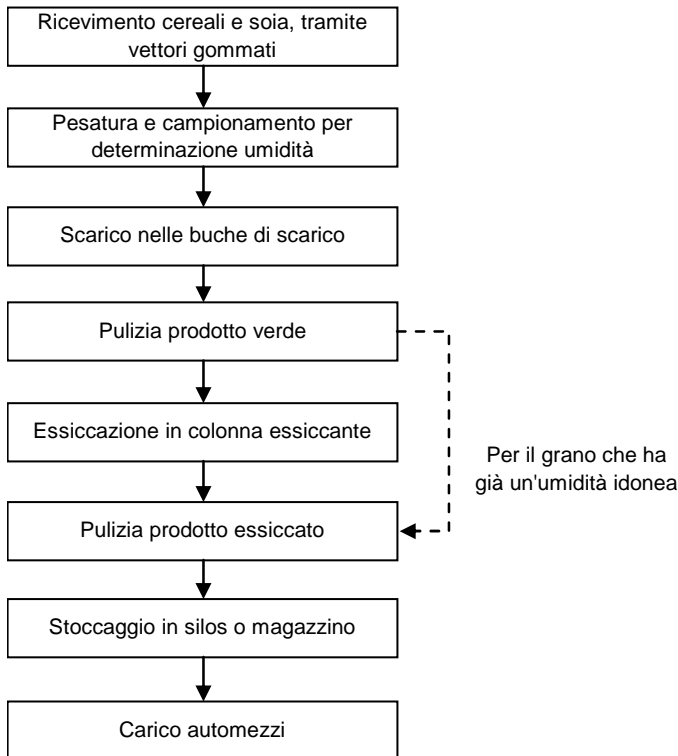 Ricevimento cereali e soia, tramite
vettori gommati
Pesatura e campionamento per
determinazione umidità
Scarico nelle buche di scarico
Pulizia prodotto verde
Essiccazione in colonna essiccante
Per il grano che ha
già un'umidità idonea
Pulizia prodotto essiccato
Stoccaggio in silos o magazzino
Carico automezzi